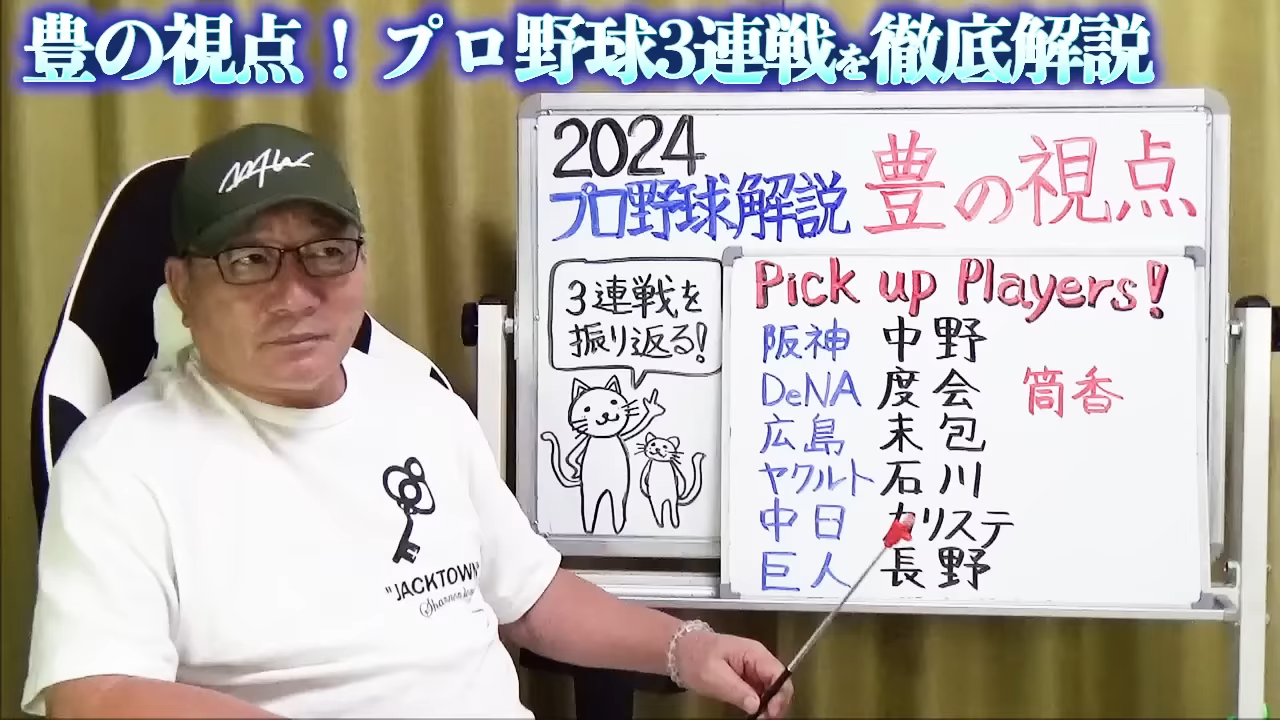 豊の視点！プロ野球3連戦を徹底解説
2024
プロ野球解説 豊の視点
3連戦を
振り返る!
Pick up Players!
阪神 中野
DeNA 度会 筒香
広島 末包
ヤクルト 石川
中日 カリステ
巨人 長野
"JACKTOWN"